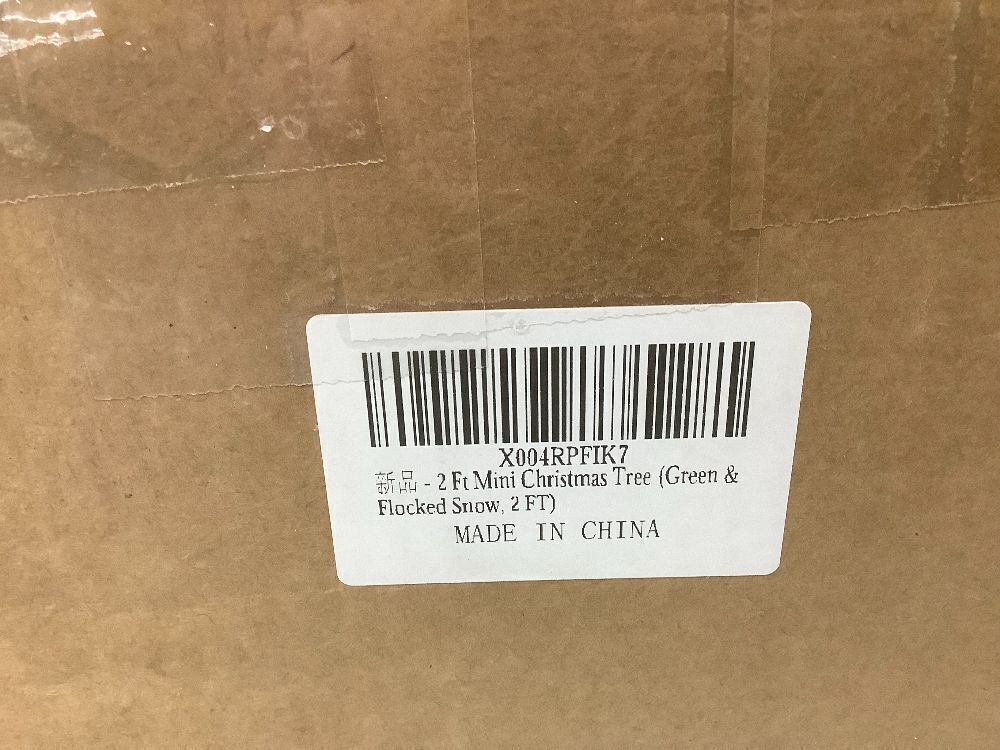 X004RPFIK7
新品 - 2 Ft Mini Christmas Tree (Green &
Flocked Snow, 2 FT)
MADE IN CHINA